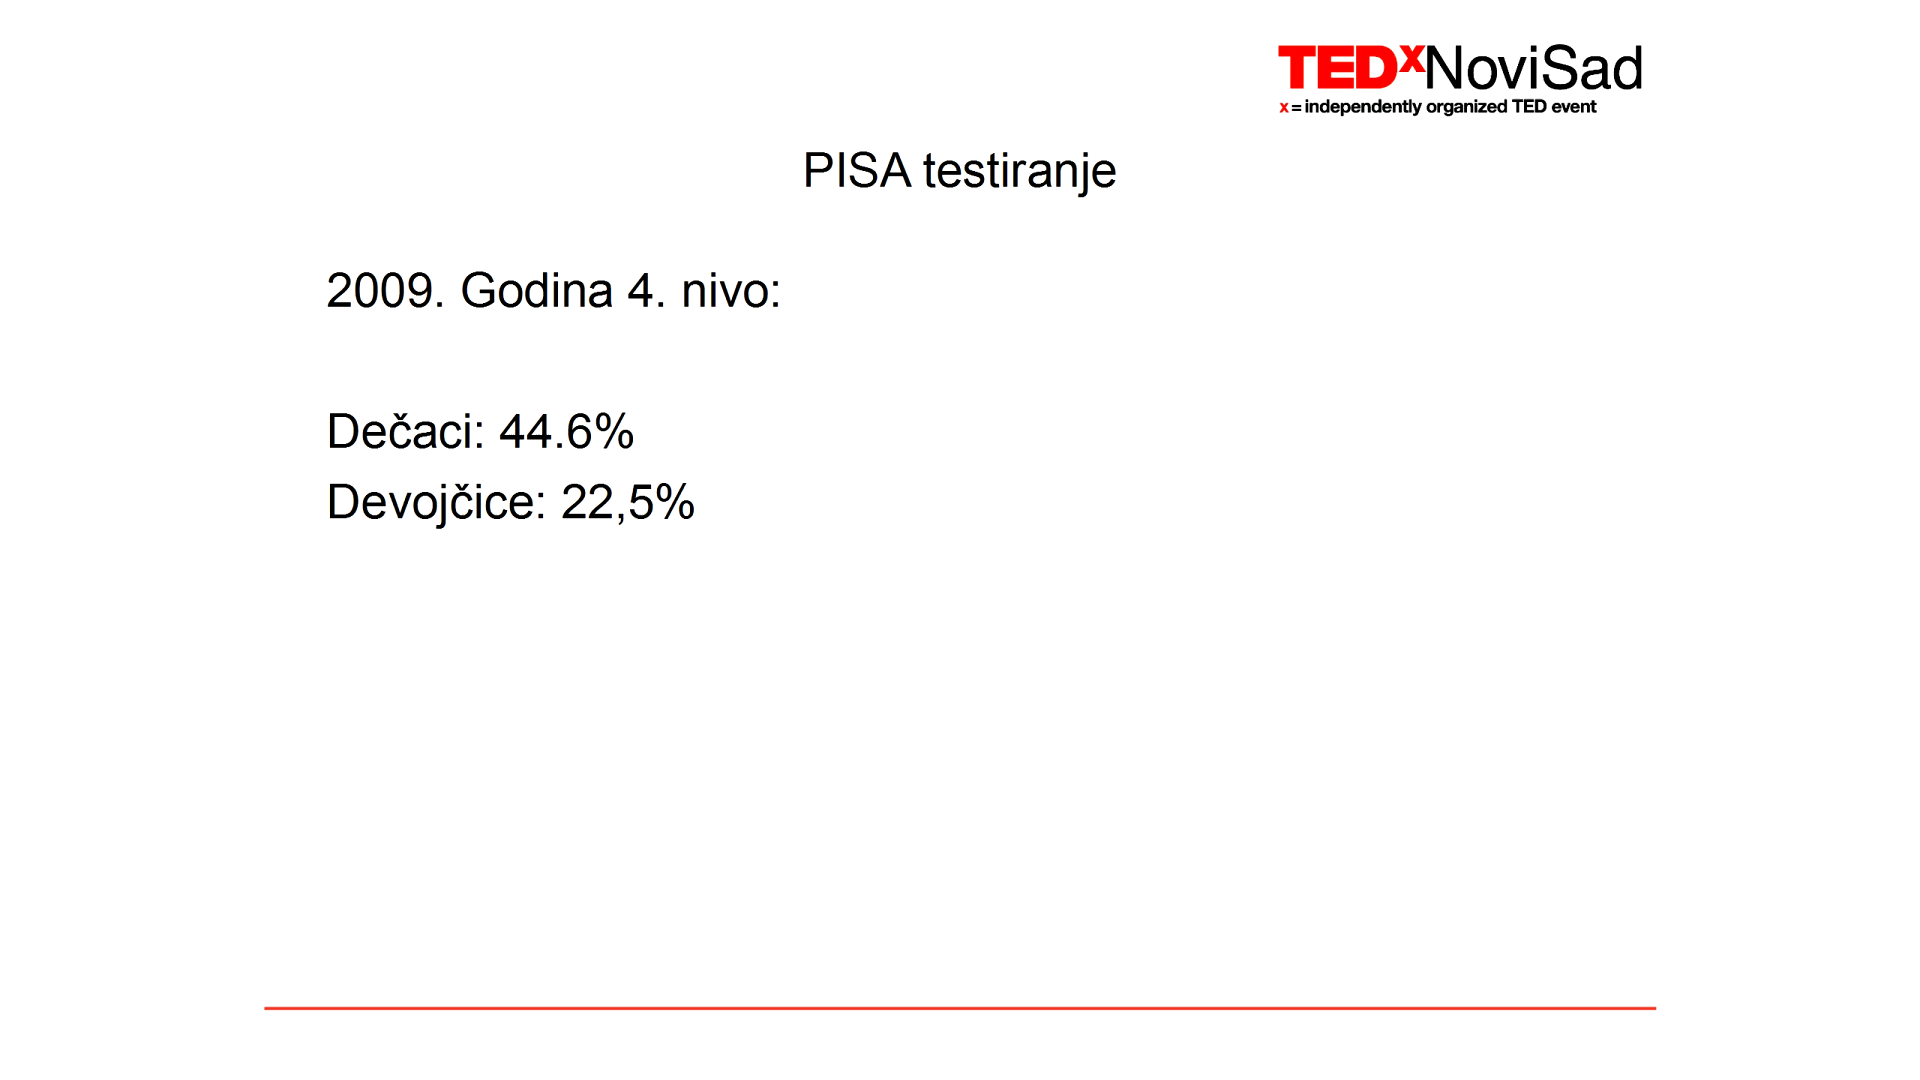 TEDxNoviSad
x = independently organized TED event
PISA testiranje
2009. Godina 4. nivo:
Dečaci: 44.6%
Devojčice: 22,5%